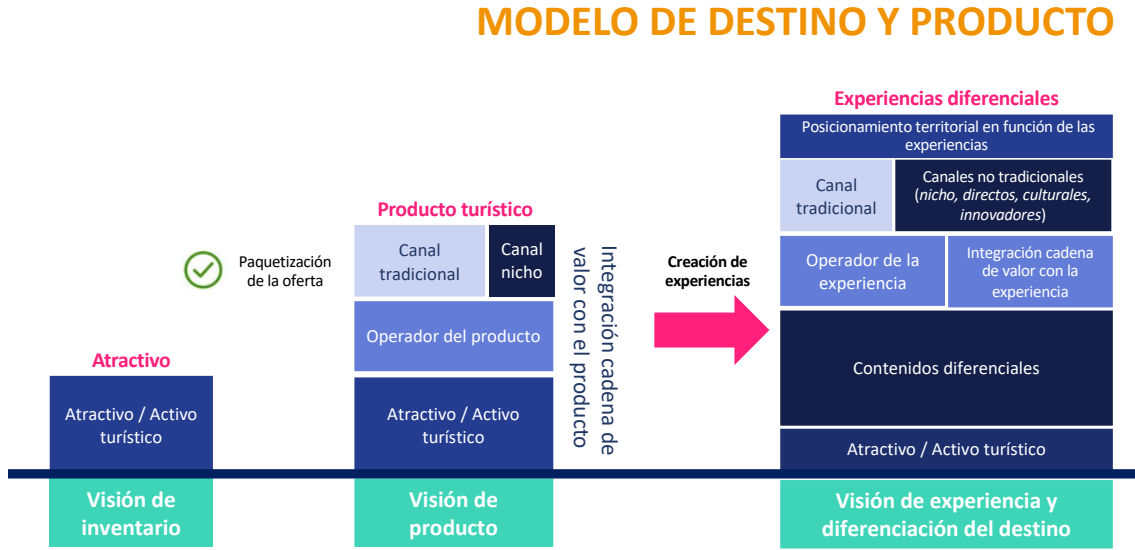 MODELO DE DESTINO Y PRODUCTO
Atractivo
Atractivo / Activo
turístico
Visión de
inventario
Paquetización
de la oferta
Producto turístico
Canal
tradicional
Canal
nicho
Operador del producto
Atractivo / Activo
turístico
Visión de
producto
Integración cadena de
valor con el producto
Creación de
experiencias
Experiencias diferenciales
Posicionamiento territorial en función de las
experiencias
Canal
tradicional
Canales no tradicionales
(nicho, directos, culturales,
innovadores)
Operador de la
experiencia
Integración cadena
de valor con la
experiencia
Contenidos diferenciales
Atractivo / Activo turístico
Visión de experiencia y
diferenciación del destino